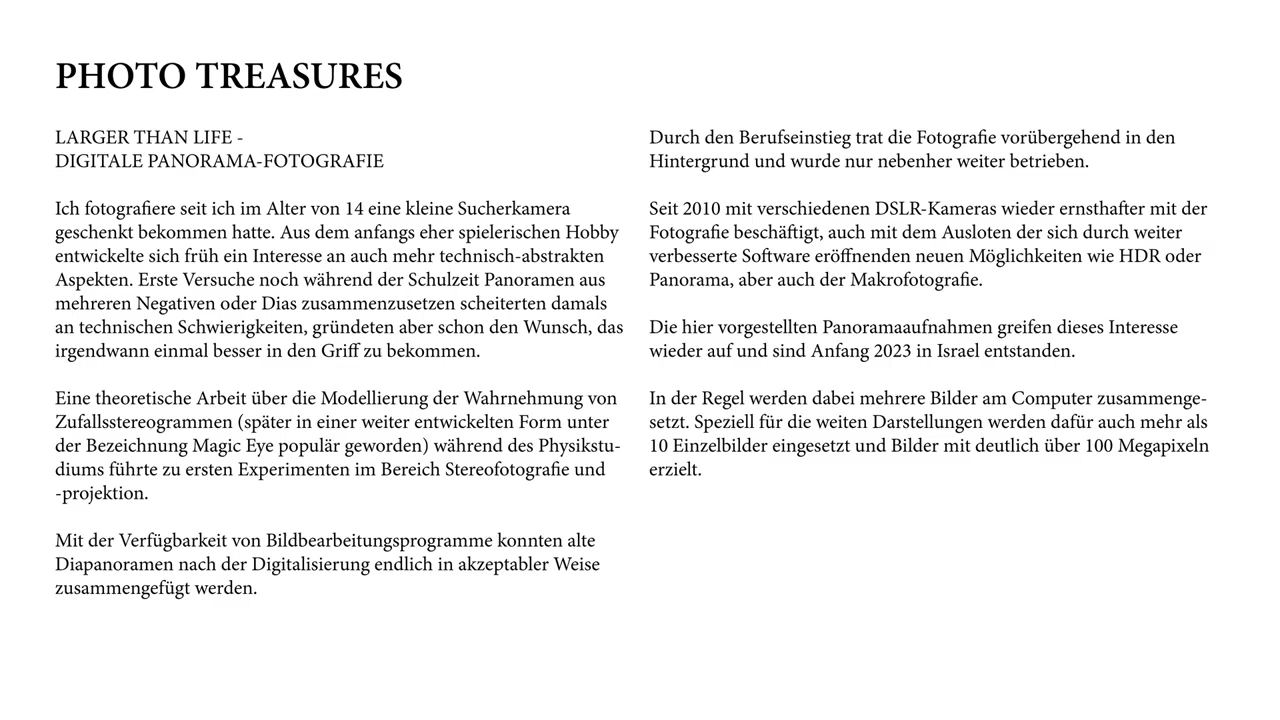 PHOTO TREASURES
LARGER THAN LIFE -
DIGITALE PANORAMA-FOTOGRAFIE
Ich fotografiere seit ich im Alter von 14 eine kleine Sucherkamera
geschenkt bekommen hatte. Aus dem anfangs eher spielerischen Hobby
entwickelte sich früh ein Interesse an auch mehr technisch-abstrakten
Aspekten. Erste Versuche noch während der Schulzeit Panoramen aus
mehreren Negativen oder Dias zusammenzusetzen scheiterten damals
an technischen Schwierigkeiten, gründeten aber schon den Wunsch, das
irgendwann einmal besser in den Griff zu bekommen.
Eine theoretische Arbeit über die Modellierung der Wahrnehmung von
Zufallsstereogrammen (später in einer weiter entwickelten Form unter
der Bezeichnung Magic Eye populär geworden) während des Physikstu-
diums führte zu ersten Experimenten im Bereich Stereofotografie und
-projektion.
Mit der Verfügbarkeit von Bildbearbeitungsprogramme konnten alte
Diapanoramen nach der Digitalisierung endlich in akzeptabler Weise
zusammengefügt werden.
Durch den Berufseinstieg trat die Fotografie vorübergehend in den
Hintergrund und wurde nur nebenher weiter betrieben.
Seit 2010 mit verschiedenen DSLR-Kameras wieder ernsthafter mit der
Fotografie beschäftigt, auch mit dem Ausloten der sich durch weiter
verbesserte Software eröffnenden neuen Möglichkeiten wie HDR oder
Panorama, aber auch der Makrofotografie.
Die hier vorgestellten Panoramaaufnahmen greifen dieses Interesse
wieder auf und sind Anfang 2023 in Israel entstanden.
In der Regel werden dabei mehrere Bilder am Computer zusammenge-
setzt. Speziell für die weiten Darstellungen werden dafür auch mehr als
10 Einzelbilder eingesetzt und Bilder mit deutlich über 100 Megapixeln
erzielt.